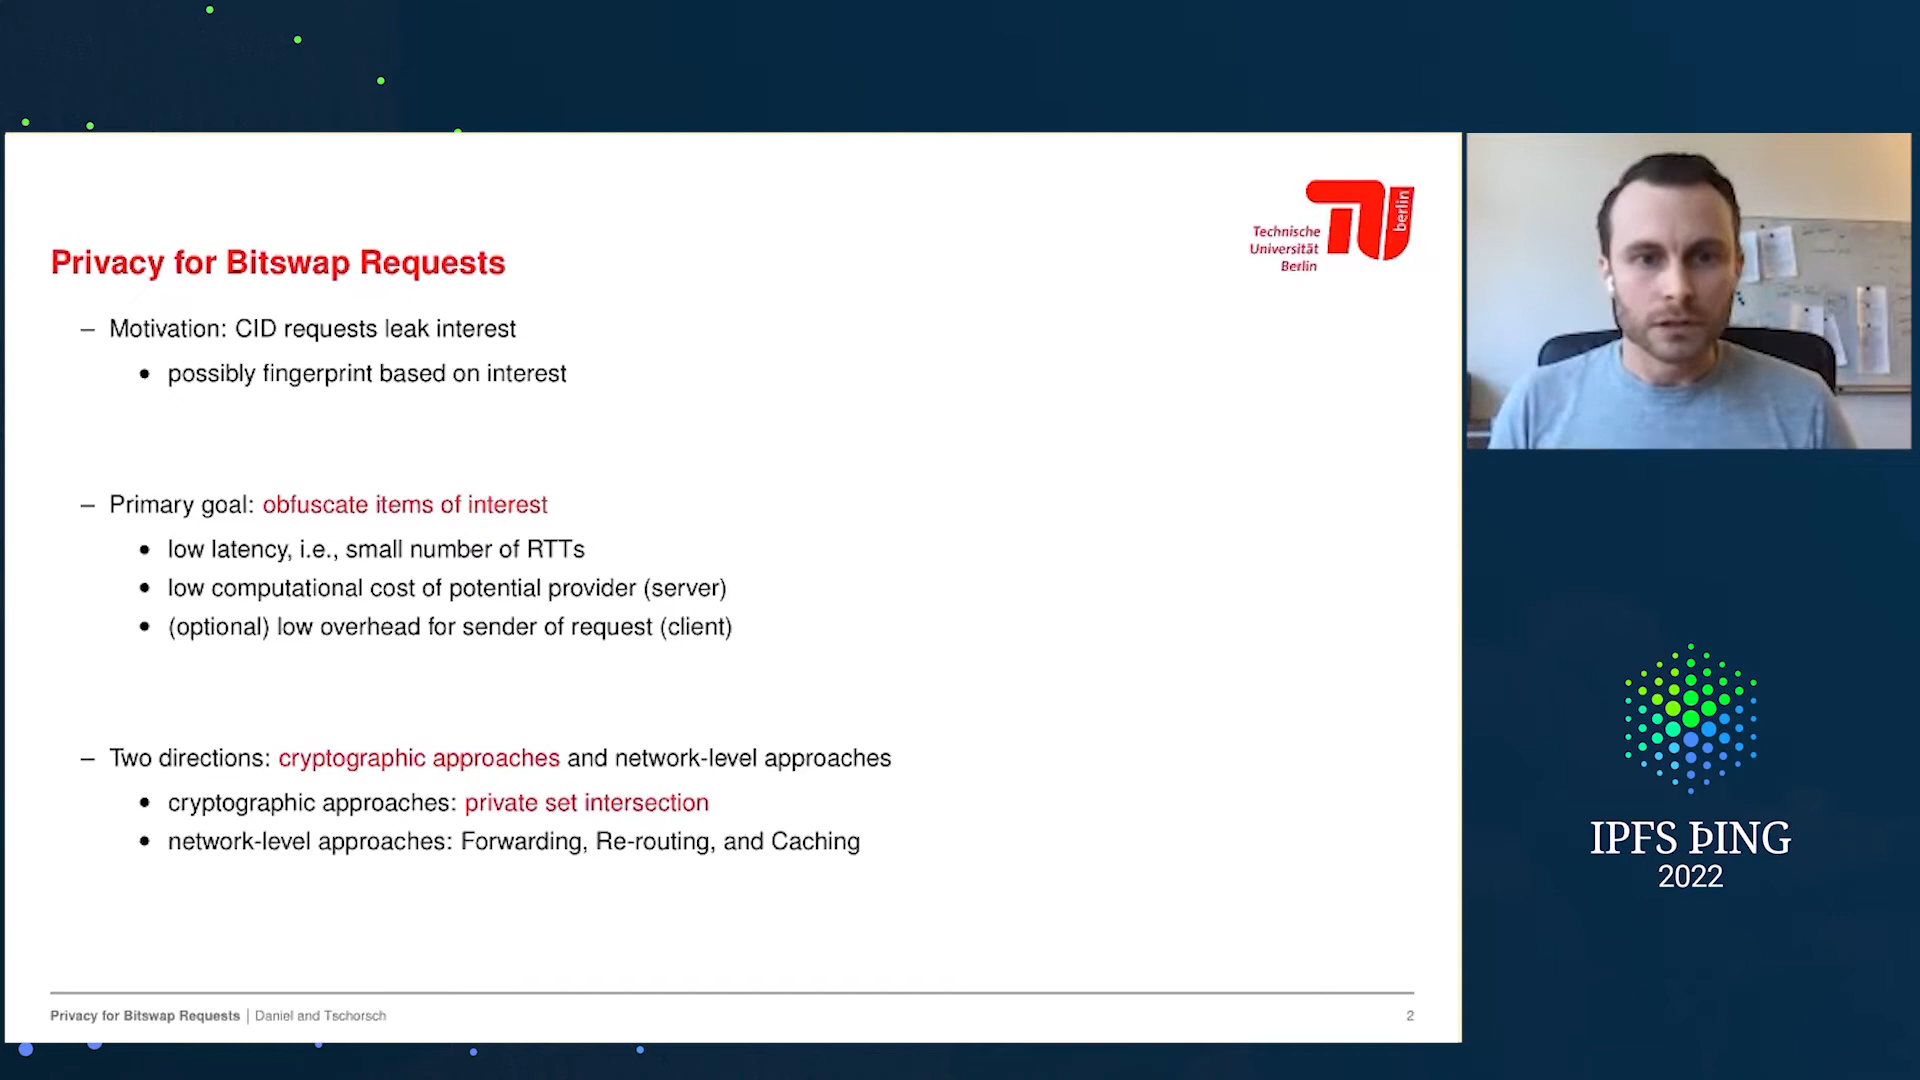 Technische
Universität
Berlin
berlin
Privacy for Bitswap Requests
– Motivation: CID requests leak interest
• possibly fingerprint based on interest
– Primary goal: obfuscate items of interest
• low latency, i.e., small number of RTTs
• low computational cost of potential provider (server)
• (optional) low overhead for sender of request (client)
– Two directions: cryptographic approaches and network-level approaches
• cryptographic approaches: private set intersection
• network-level approaches: Forwarding, Re-routing, and Caching
Privacy for Bitswap Requests | Daniel and Tschorsch
2
IPFS ÞING
2022